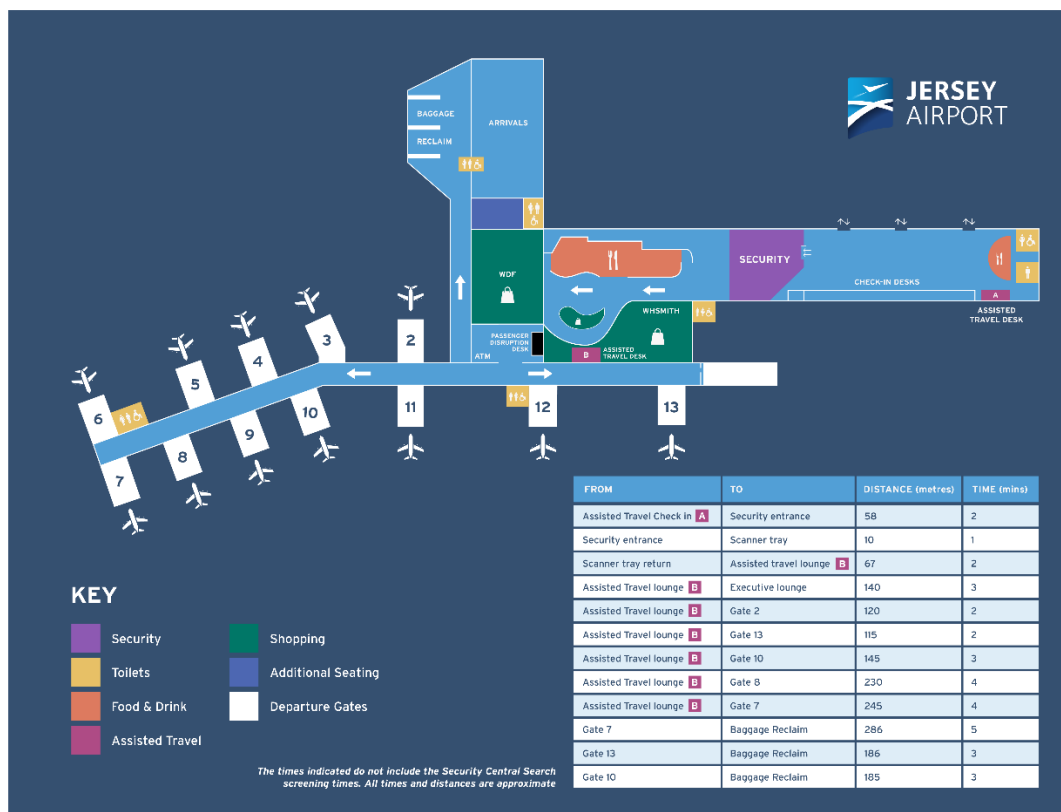 JERSEY
AIRPORT
BAGGAGE
RECLAIM
ARRIVALS
WDF
SECURITY
CHECK-IN DESKS
A
ASSISTED
TRAVEL DESK
WHSMITH
PASSENGER
DISRUPTION
DESK
ATM
B
ASSISTED
TRAVEL DESK
2
3
4
5
6
7
8
9
10
11
12
13
FROM TO DISTANCE (metres) TIME (mins)
Assisted Travel Check in A Security entrance 58 2
Security entrance Scanner tray 10 1
Scanner tray return Assisted travel lounge B 67 2
Assisted Travel lounge B Executive lounge 140 3
Assisted Travel lounge B Gate 2 120 2
Assisted Travel lounge B Gate 13 115 2
Assisted Travel lounge B Gate 10 145 3
Assisted Travel lounge B Gate 8 230 4
Assisted Travel lounge B Gate 7 245 4
Gate 7 Baggage Reclaim 286 5
Gate 13 Baggage Reclaim 186 3
Gate 10 Baggage Reclaim 185 3
KEY
Security
Toilets
Food & Drink
Assisted Travel
Shopping
Additional Seating
Departure Gates
The times indicated do not include the Security Central Search
screening times. All times and distances are approximate